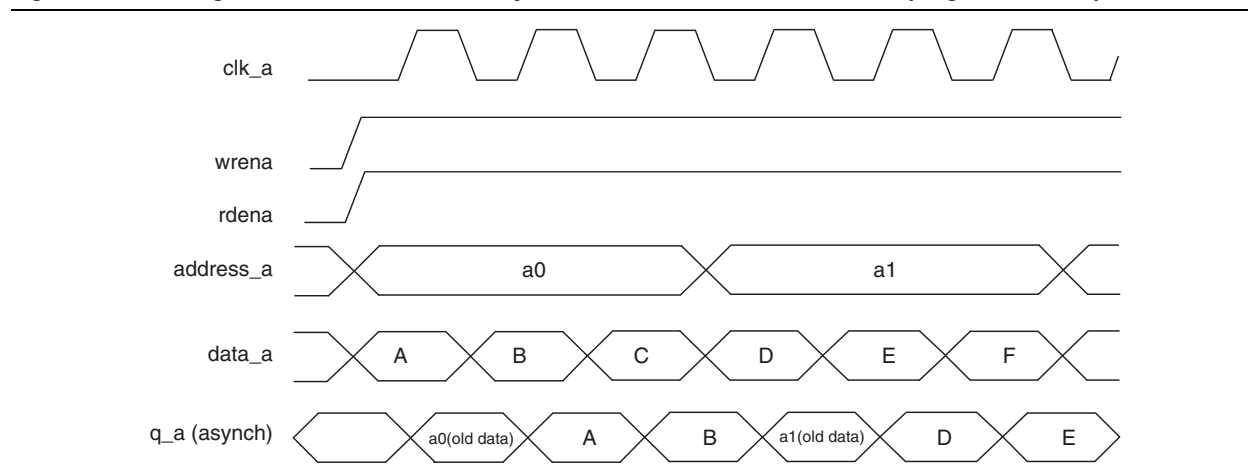 clk_a
wrena
rdena
address_a a0 a1
data_a A B C D E F
q_a (asynch) a0(old data) A B a1(old data) D E